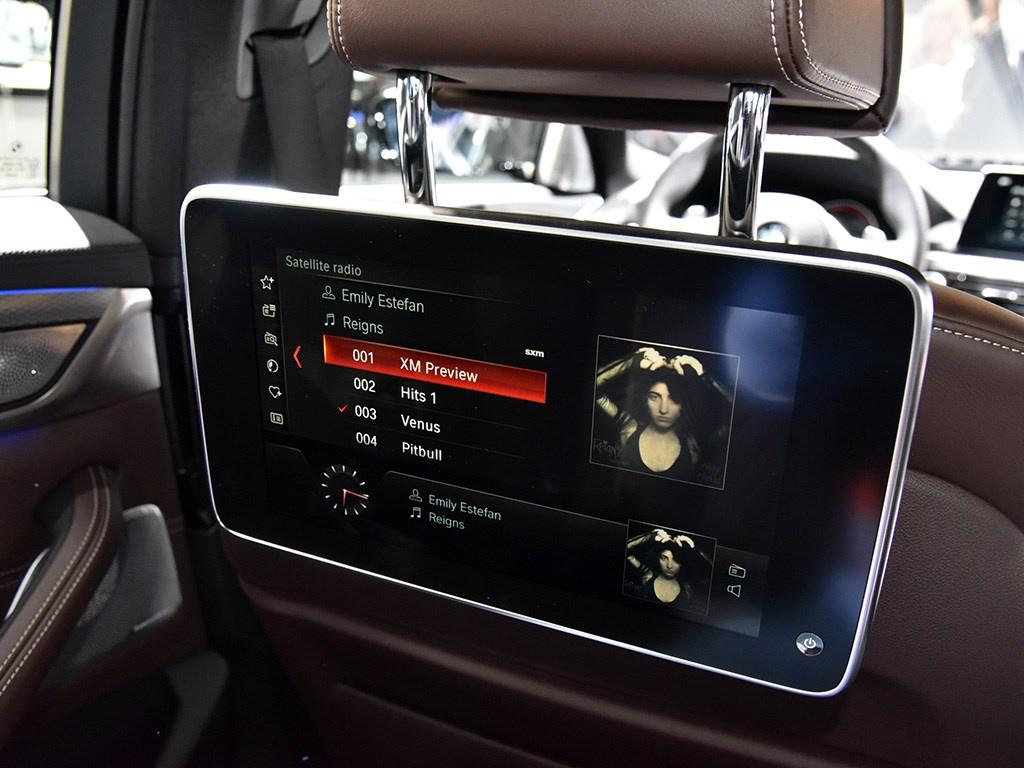 Satellite radio
Emily Estefan
Reigns
sxm
001 XM Preview
002 Hits 1
003 Venus
004 Pitbull
Emily Estefan
Reigns